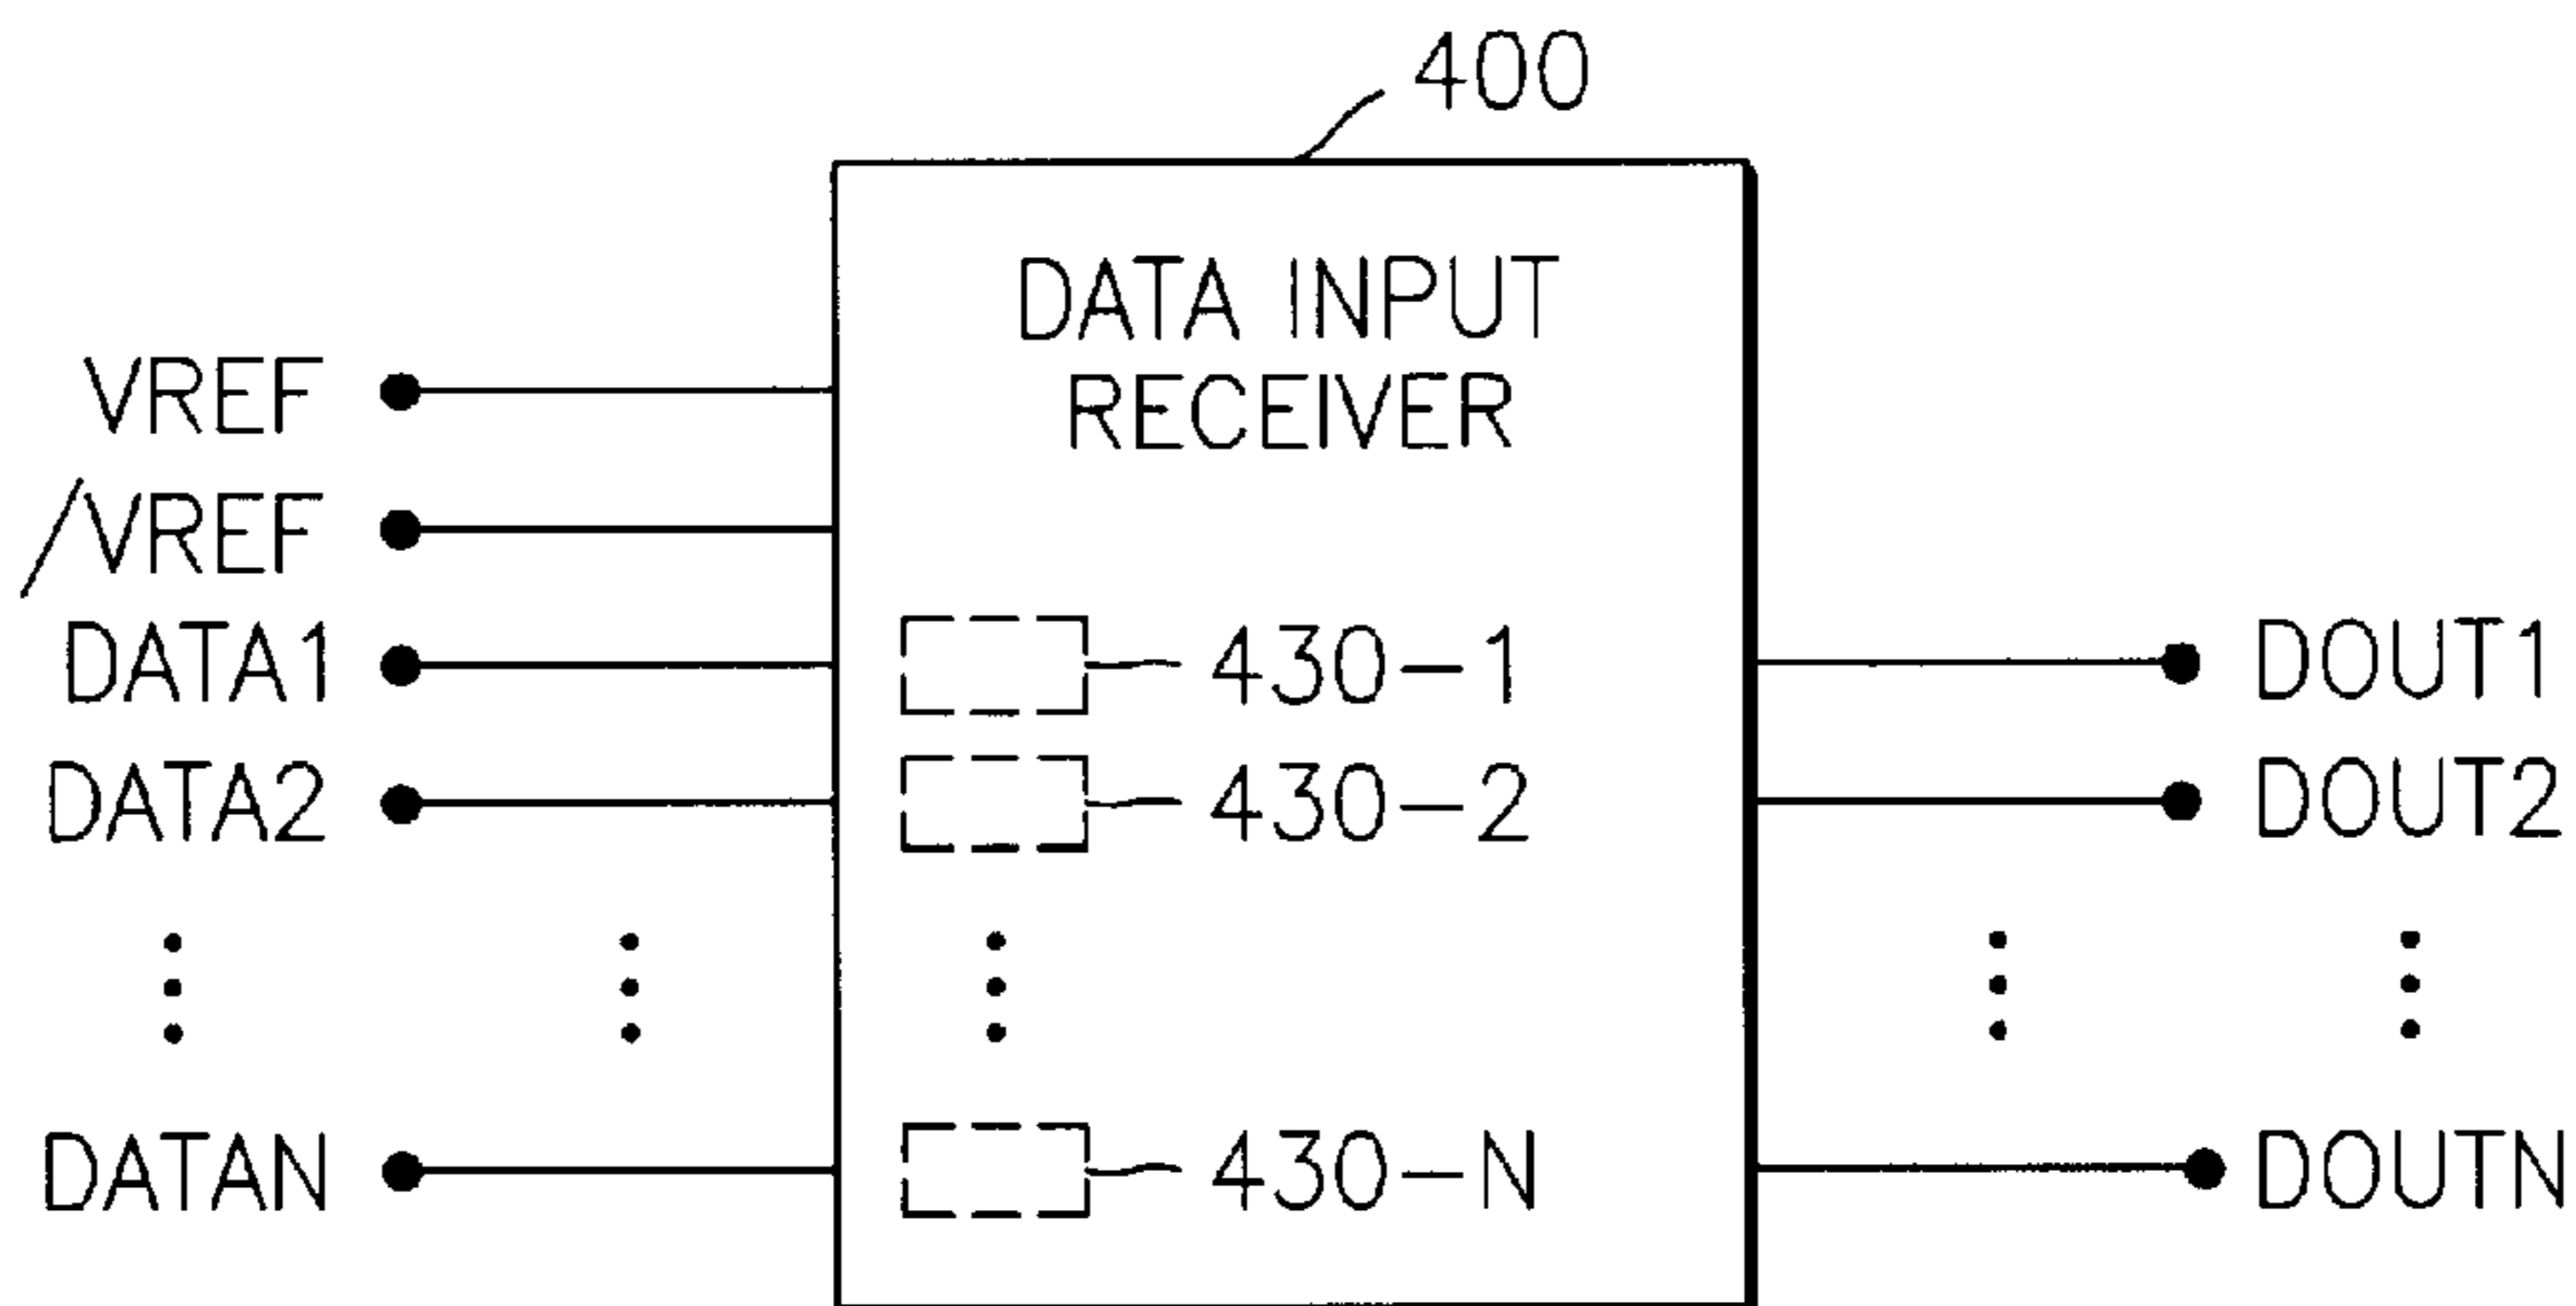 400
DATA INPUT
RECEIVER
VREF
/VREF
DATA1
430-1
DOUT1
DATA2
430-2
DOUT2
DATAN
430-N
DOUTN